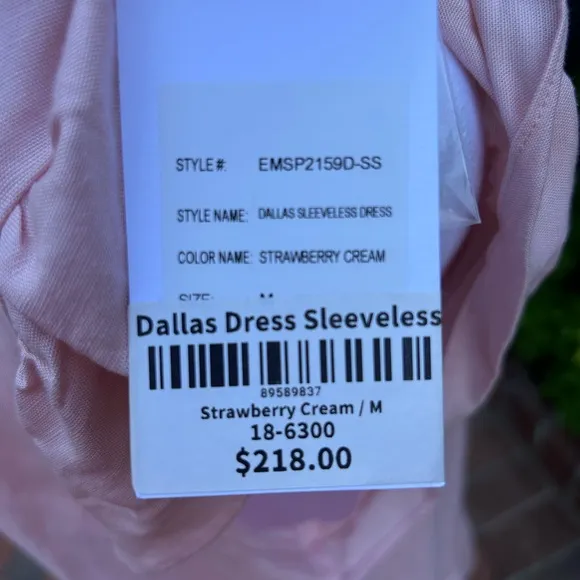 STYLE#: EMSP2159D-SS
STYLE NAME: DALLAS SLEEVELESS DRESS
COLOR NAME: STRAWBERRY CREAM
SIZE: M
Dallas Dress Sleeveless
89589837
Strawberry Cream / M
18-6300
$218.00